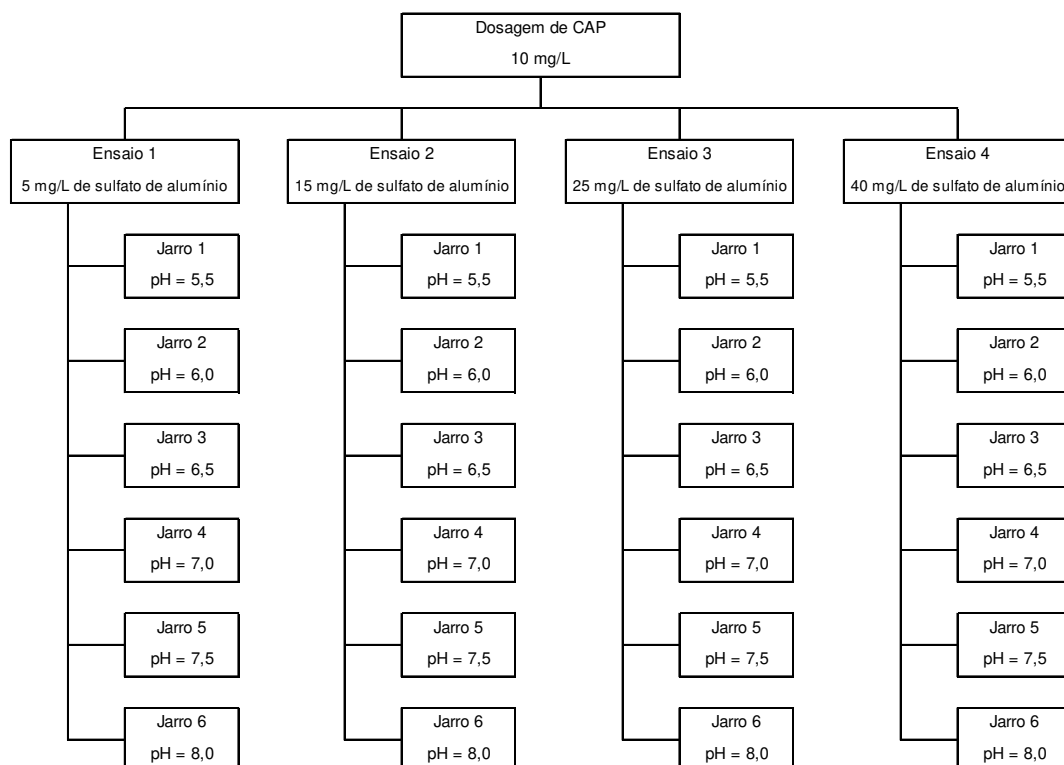 Dosagem de CAP
10 mg/L
Ensaio 1
5 mg/L de sulfato de alumínio
Jarro 1
pH = 5,5
Jarro 2
pH = 6,0
Jarro 3
pH = 6,5
Jarro 4
pH = 7,0
Jarro 5
pH = 7,5
Jarro 6
pH = 8,0
Ensaio 2
15 mg/L de sulfato de alumínio
Jarro 1
pH = 5,5
Jarro 2
pH = 6,0
Jarro 3
pH = 6,5
Jarro 4
pH = 7,0
Jarro 5
pH = 7,5
Jarro 6
pH = 8,0
Ensaio 3
25 mg/L de sulfato de alumínio
Jarro 1
pH = 5,5
Jarro 2
pH = 6,0
Jarro 3
pH = 6,5
Jarro 4
pH = 7,0
Jarro 5
pH = 7,5
Jarro 6
pH = 8,0
Ensaio 4
40 mg/L de sulfato de alumínio
Jarro 1
pH = 5,5
Jarro 2
pH = 6,0
Jarro 3
pH = 6,5
Jarro 4
pH = 7,0
Jarro 5
pH = 7,5
Jarro 6
pH = 8,0